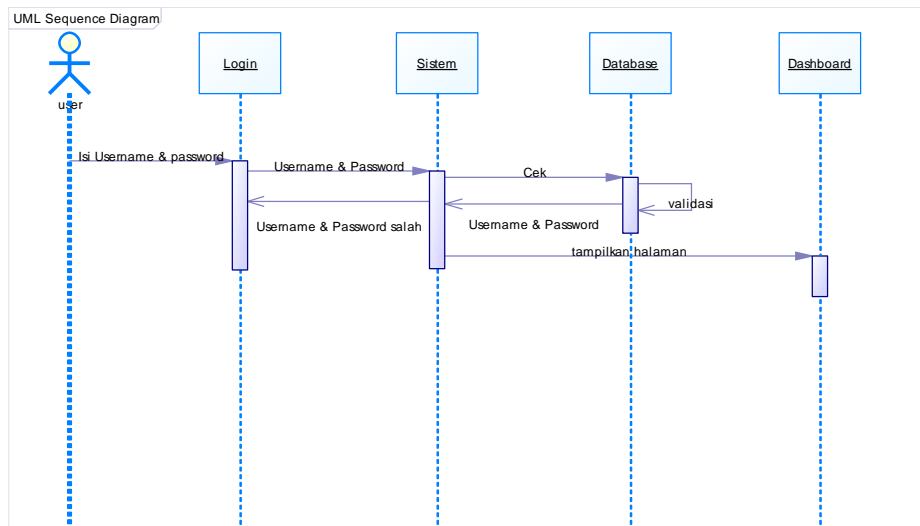 UML Sequence Diagram
user
Login
Sistem
Database
Dashboard
Isi Username & password
Username & Password
Cek
validasi
Username & Password salah
Username & Password
tampilkan halaman